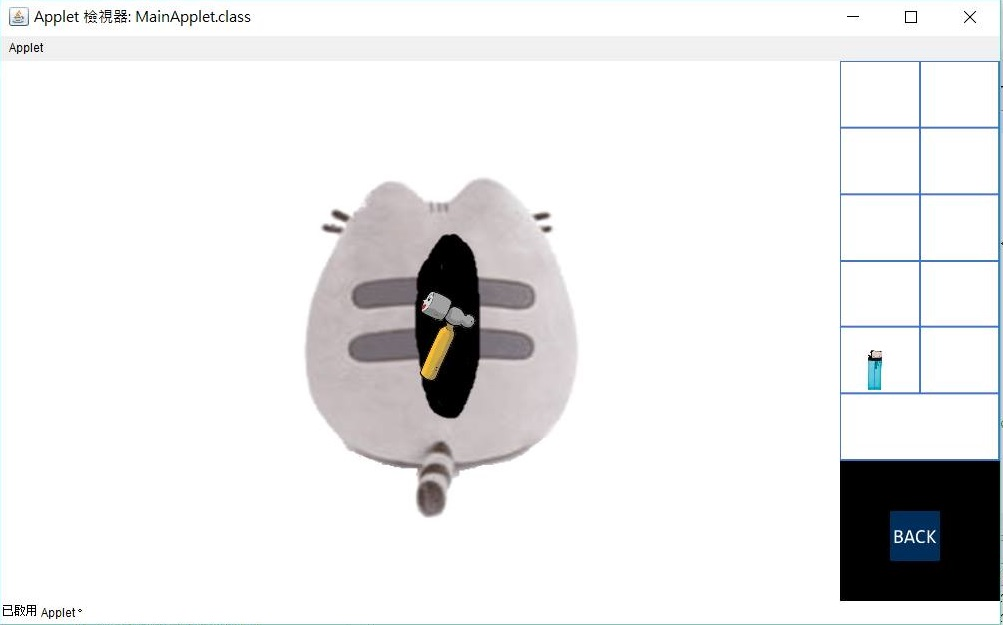 Applet 檢視器: MainApplet.class
Applet
BACK
已啟用 Applet。